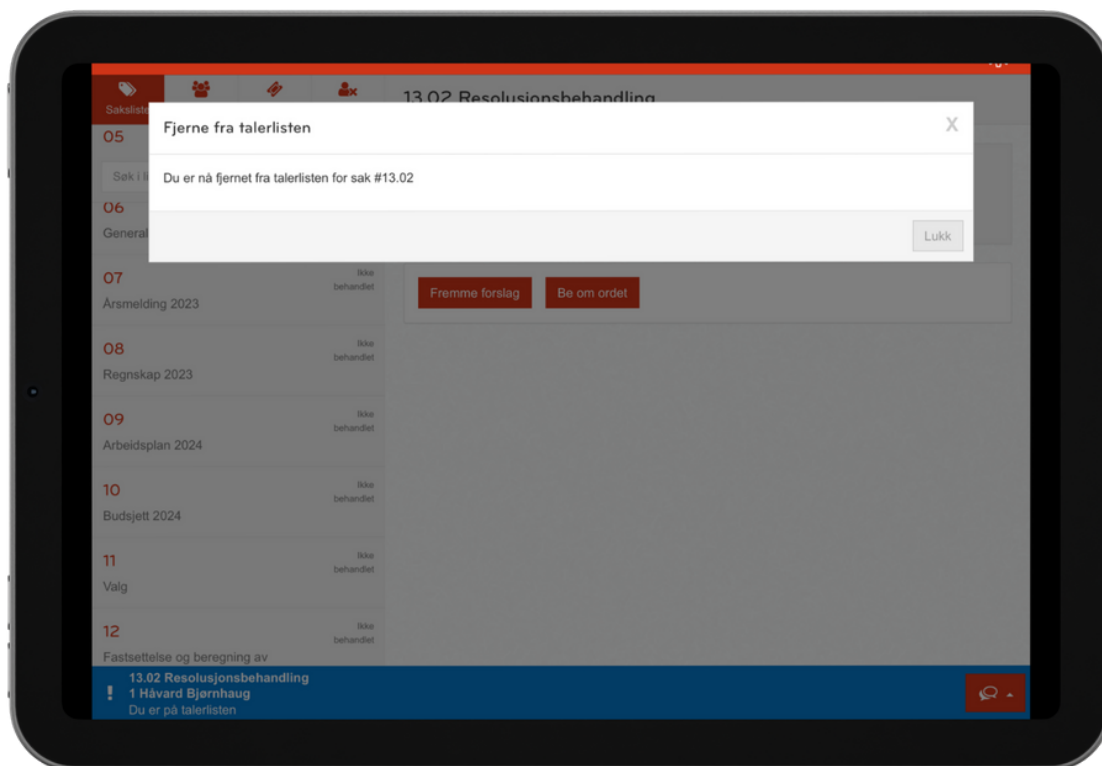 Saksliste
13.02 Resolusjonsbehandling
Fjerne fra talerlisten
X
Du er nå fjernet fra talerlisten for sak #13.02
Lukk
05
Søk i li
06
General
07
Ikke
behandlet
Årsmelding 2023
08
Ikke
behandlet
Regnskap 2023
09
Ikke
behandlet
Arbeidsplan 2024
10
Ikke
behandlet
Budsjett 2024
11
Ikke
behandlet
Valg
12
Ikke
behandlet
Fastsettelse og beregning av
Fremme forslag
Be om ordet
13.02 Resolusjonsbehandling
! 1 Håvard Bjørnhaug
Du er på talerlisten